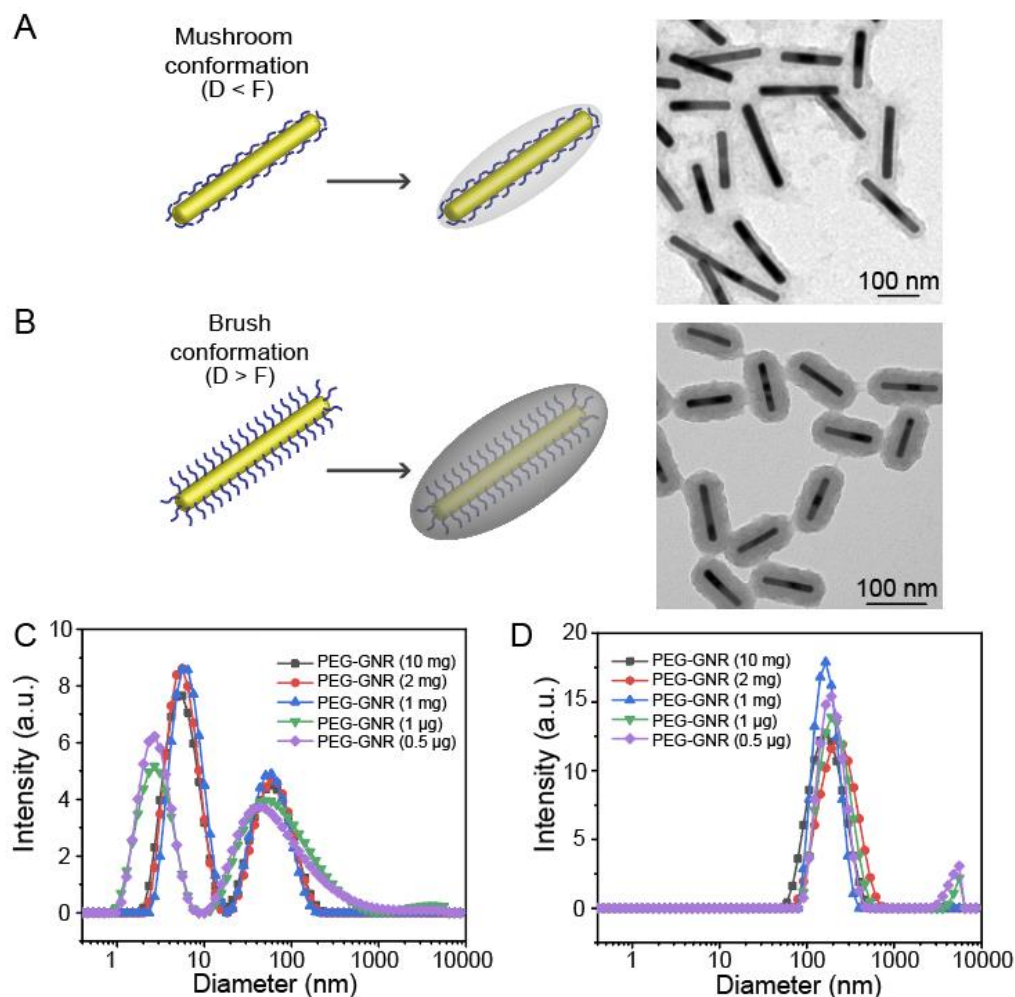 A
Mushroom
conformation
(D < F)
100 nm
B
Brush
conformation
(D > F)
100 nm
C
10
8
6
4
2
0
Intensity (a.u.)
PEG-GNR (10 mg)
PEG-GNR (2 mg)
PEG-GNR (1 mg)
PEG-GNR (1 µg)
PEG-GNR (0.5 µg)
1 10 100 1000 10000
Diameter (nm)
D
20
15
10
5
0
Intensity (a.u.)
PEG-GNR (10 mg)
PEG-GNR (2 mg)
PEG-GNR (1 mg)
PEG-GNR (1 µg)
PEG-GNR (0.5 µg)
1 10 100 1000 10000
Diameter (nm)